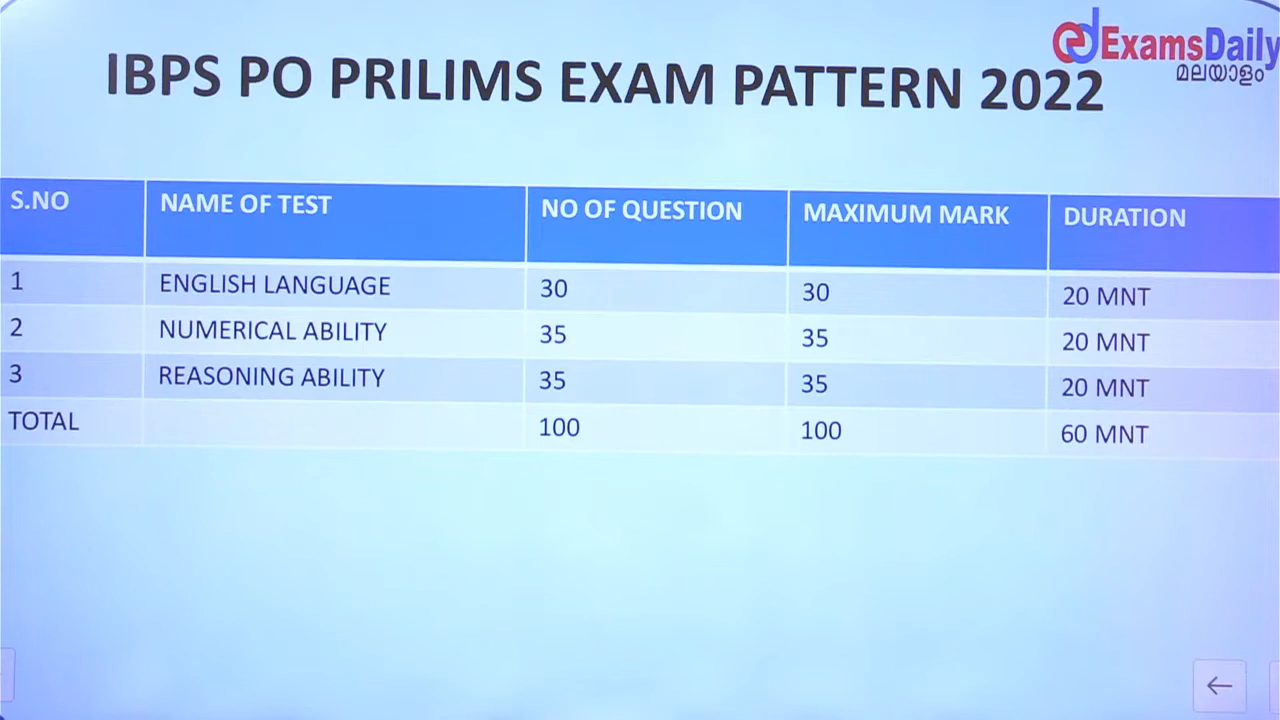 ExamsDaily
മലയാളം
IBPS PO PRILIMS EXAM PATTERN 2022
S.NO NAME OF TEST NO OF QUESTION MAXIMUM MARK DURATION
1 ENGLISH LANGUAGE 30 30 20 MNT
2 NUMERICAL ABILITY 35 35 20 MNT
3 REASONING ABILITY 35 35 20 MNT
TOTAL 100 100 60 MNT